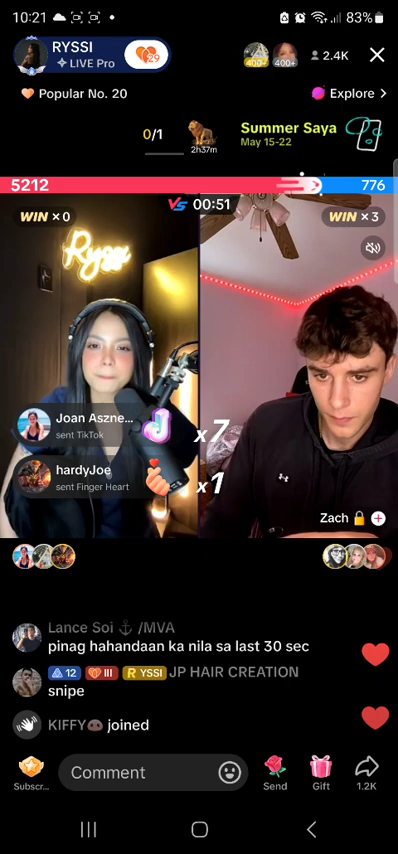 10:21
83%
RYSSI
LIVE Pro
29
400+
400+
2.4K
Popular No. 20
Explore >
0/1
2h37m
Summer Saya
May 15-22
5212
776
WIN x 0
VS 00:51
WIN x 3
Ryssi
Joan Aszne...
sent TikTok
x7
hardyJoe
sent Finger Heart
x1
Zach
Lance Soi ⚓ /MVA
pinag hahandaan ka nila sa last 30 sec
12 III R YSSI JP HAIR CREATION
snipe
KIFFY🐽 joined
Subscr...
Comment
Send
Gift
1.2K